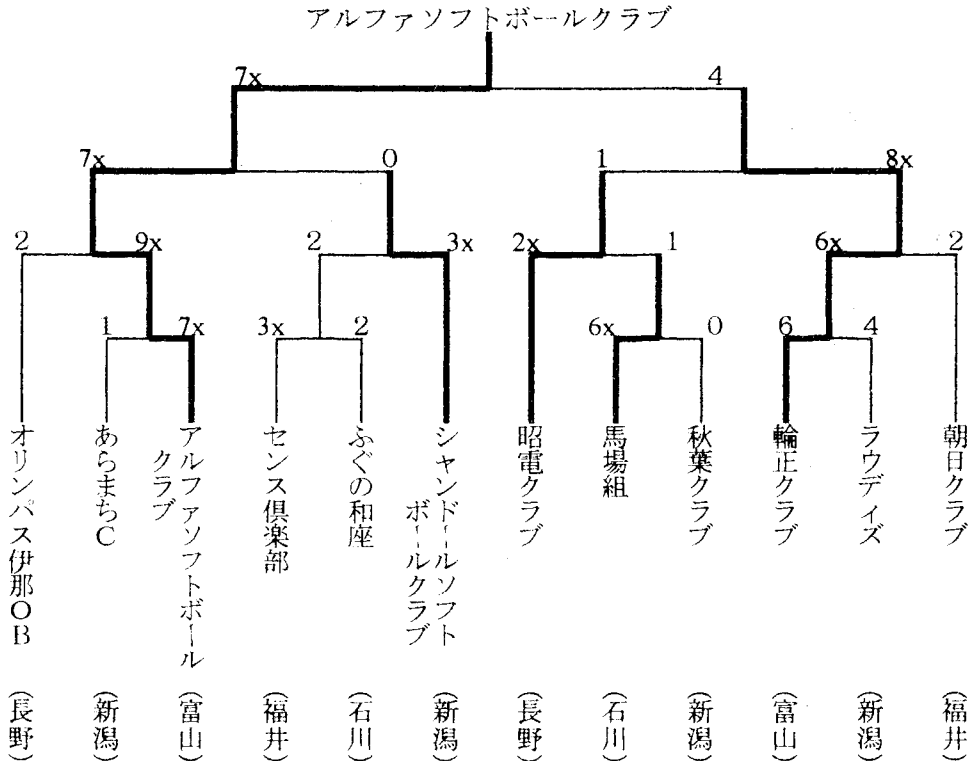 アルファソフトボールクラブ
7x 4
7x 0 1 8x
2 9x 2 3x 2x 1 6x 2
1 7x 3x 2 6x 0 6 4
オリンパス伊那OB
あらまちC
アルファソフトボール
クラブ
センス倶楽部
ふぐの和座
シャンドールソフト
ボールクラブ
昭電クラブ
馬場組
秋葉クラブ
輪正クラブ
ラウディズ
朝日クラブ
(長野) (新潟) (富山) (福井) (石川) (新潟) (長野) (石川) (新潟) (富山) (新潟) (福井)